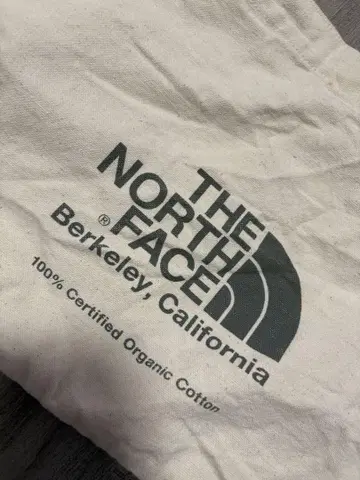 THE
NORTH
FACE
®
Berkeley, California
100% Certified Organic Cotton